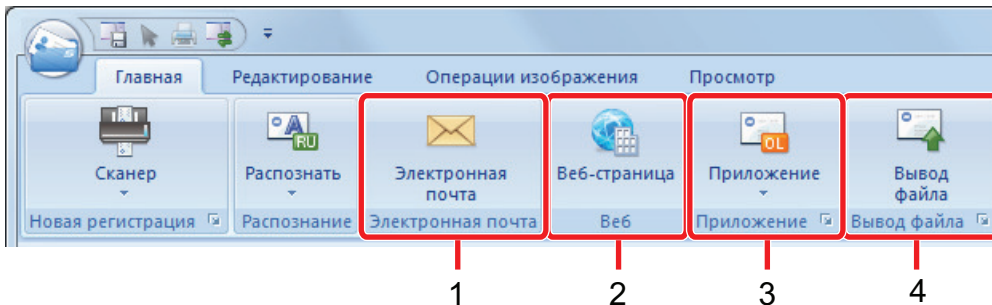 Главная Редактирование Операции изображения Просмотр
RU OL
Сканер Распознать Электронная почта Веб-страница Приложение Вывод файла
Новая регистрация Распознание Электронная почта Веб Приложение Вывод файла
1 2 3 4